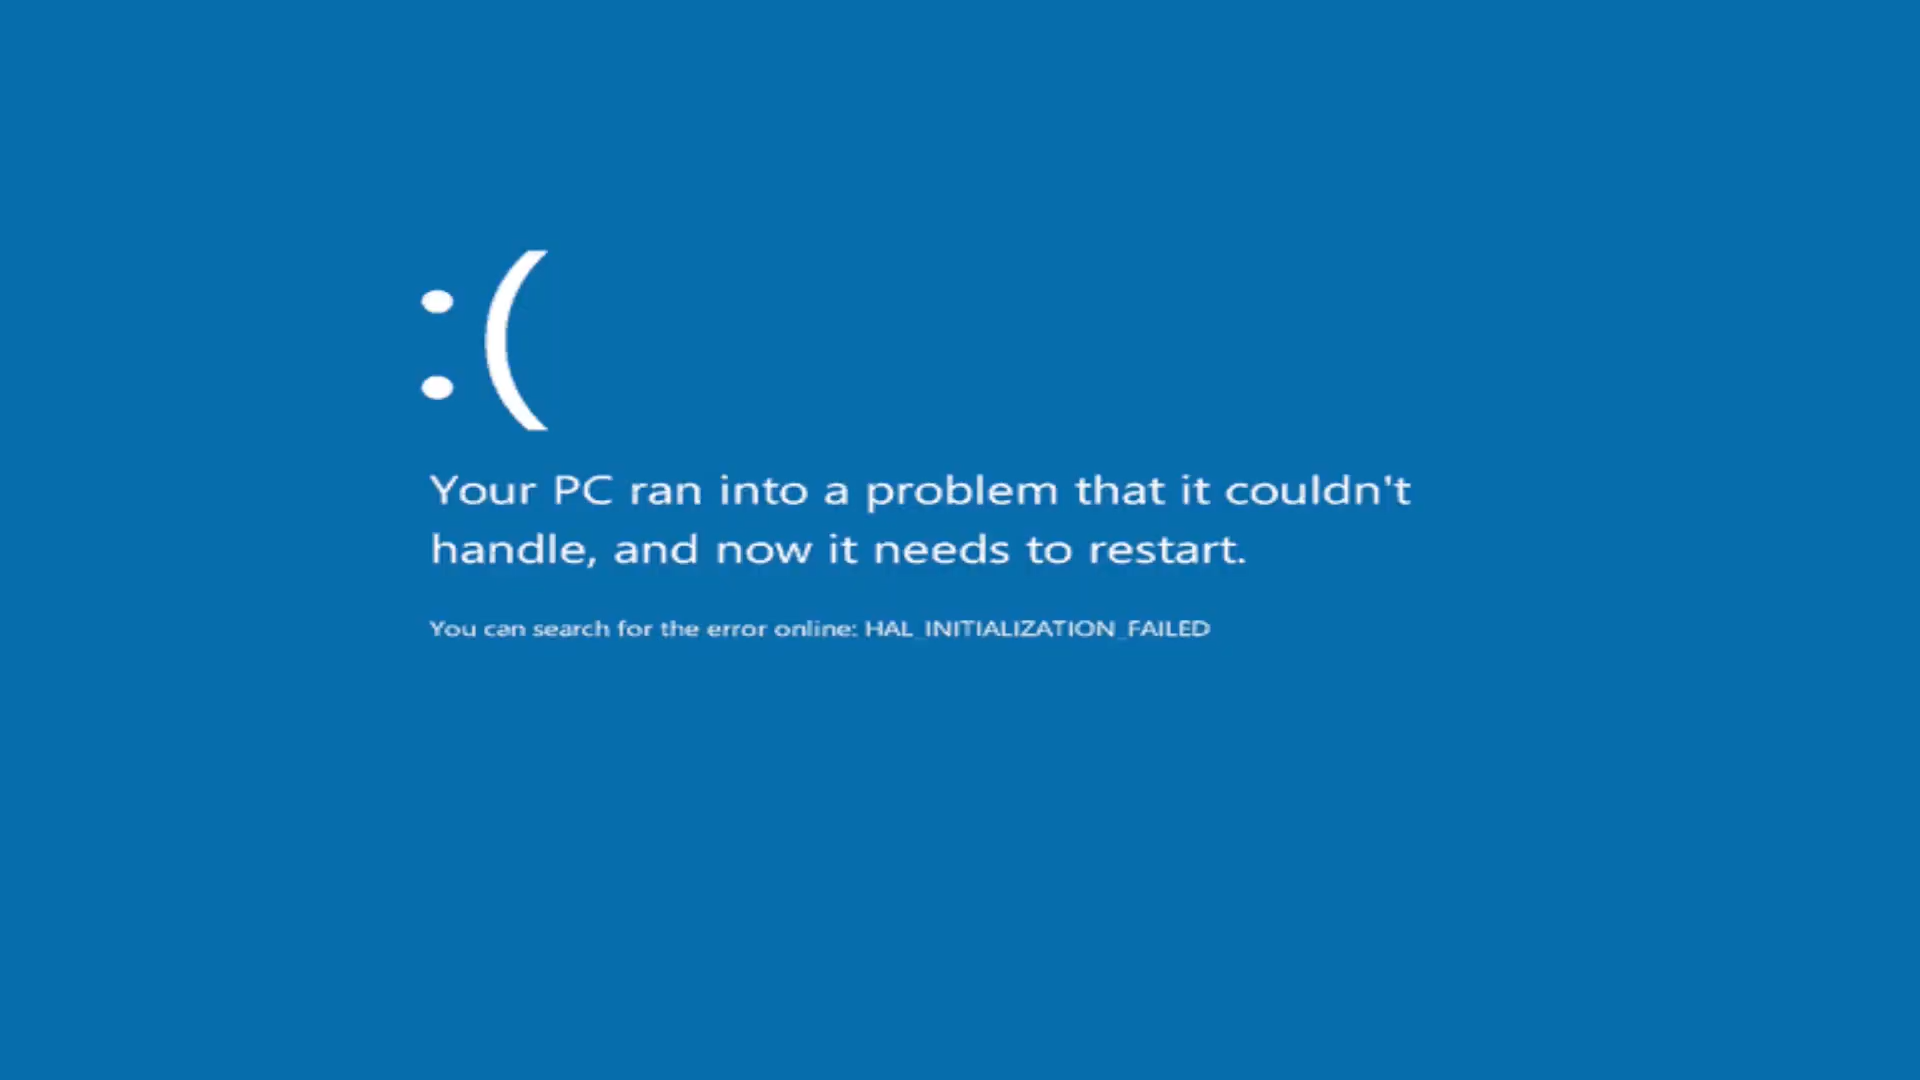 :(
Your PC ran into a problem that it couldn't
handle, and now it needs to restart.
You can search for the error online: HAL_INITIALIZATION_FAILED